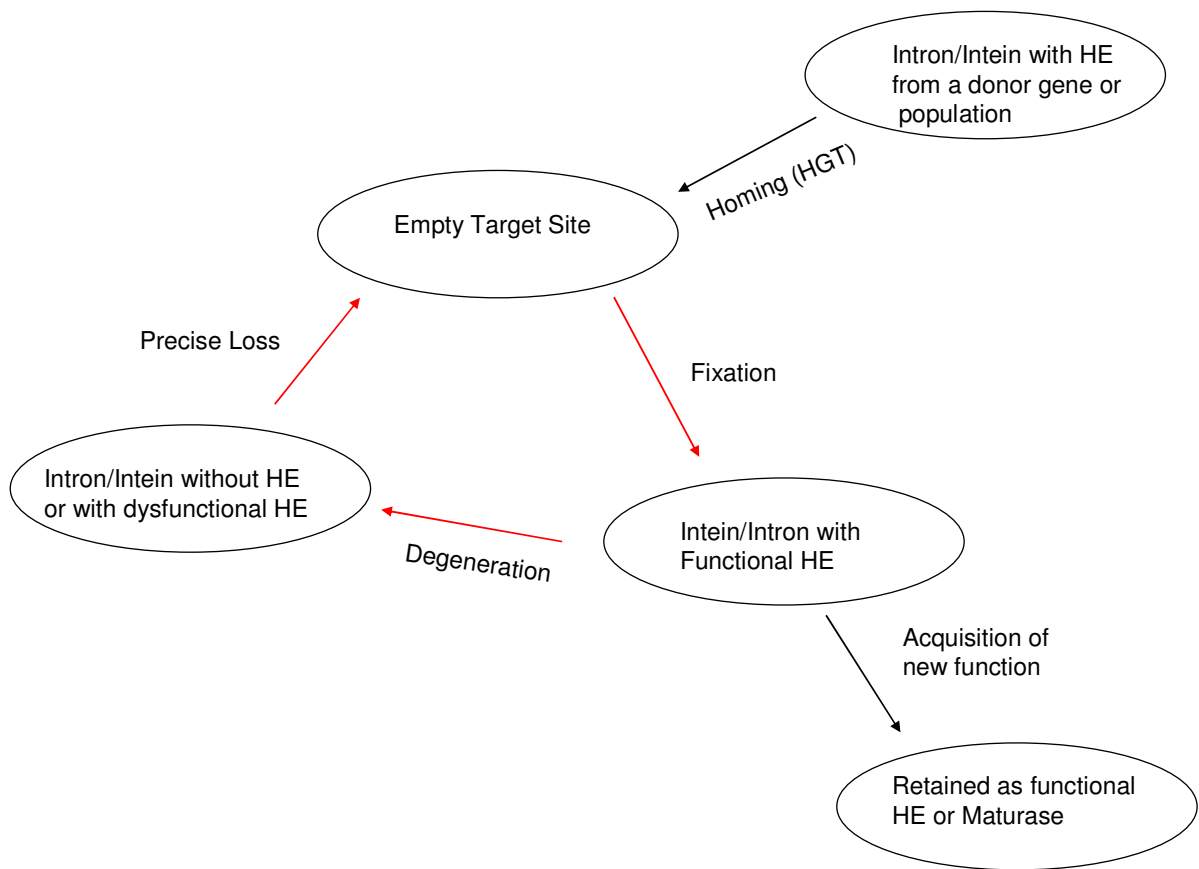 Intron/Intein with HE
from a donor gene or
population
Homing (HGT)
Empty Target Site
Precise Loss
Fixation
Intron/Intein without HE
or with dysfunctional HE
Intein/Intron with
Functional HE
Degeneration
Acquisition of
new function
Retained as functional
HE or Maturase